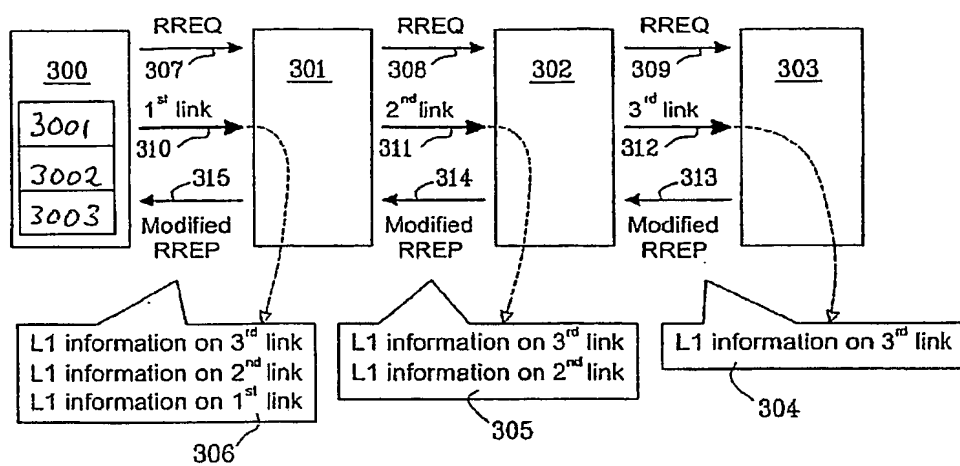 RREQ RREQ RREQ
307 308 309
300 301 302 303
3001
3002
3003
1st link 2nd link 3rd link
310 311 312
315 314 313
Modified RREP Modified RREP Modified RREP
L1 information on 3rd link
L1 information on 2nd link
L1 information on 1st link
306
L1 information on 3rd link
L1 information on 2nd link
305
L1 information on 3rd link
304